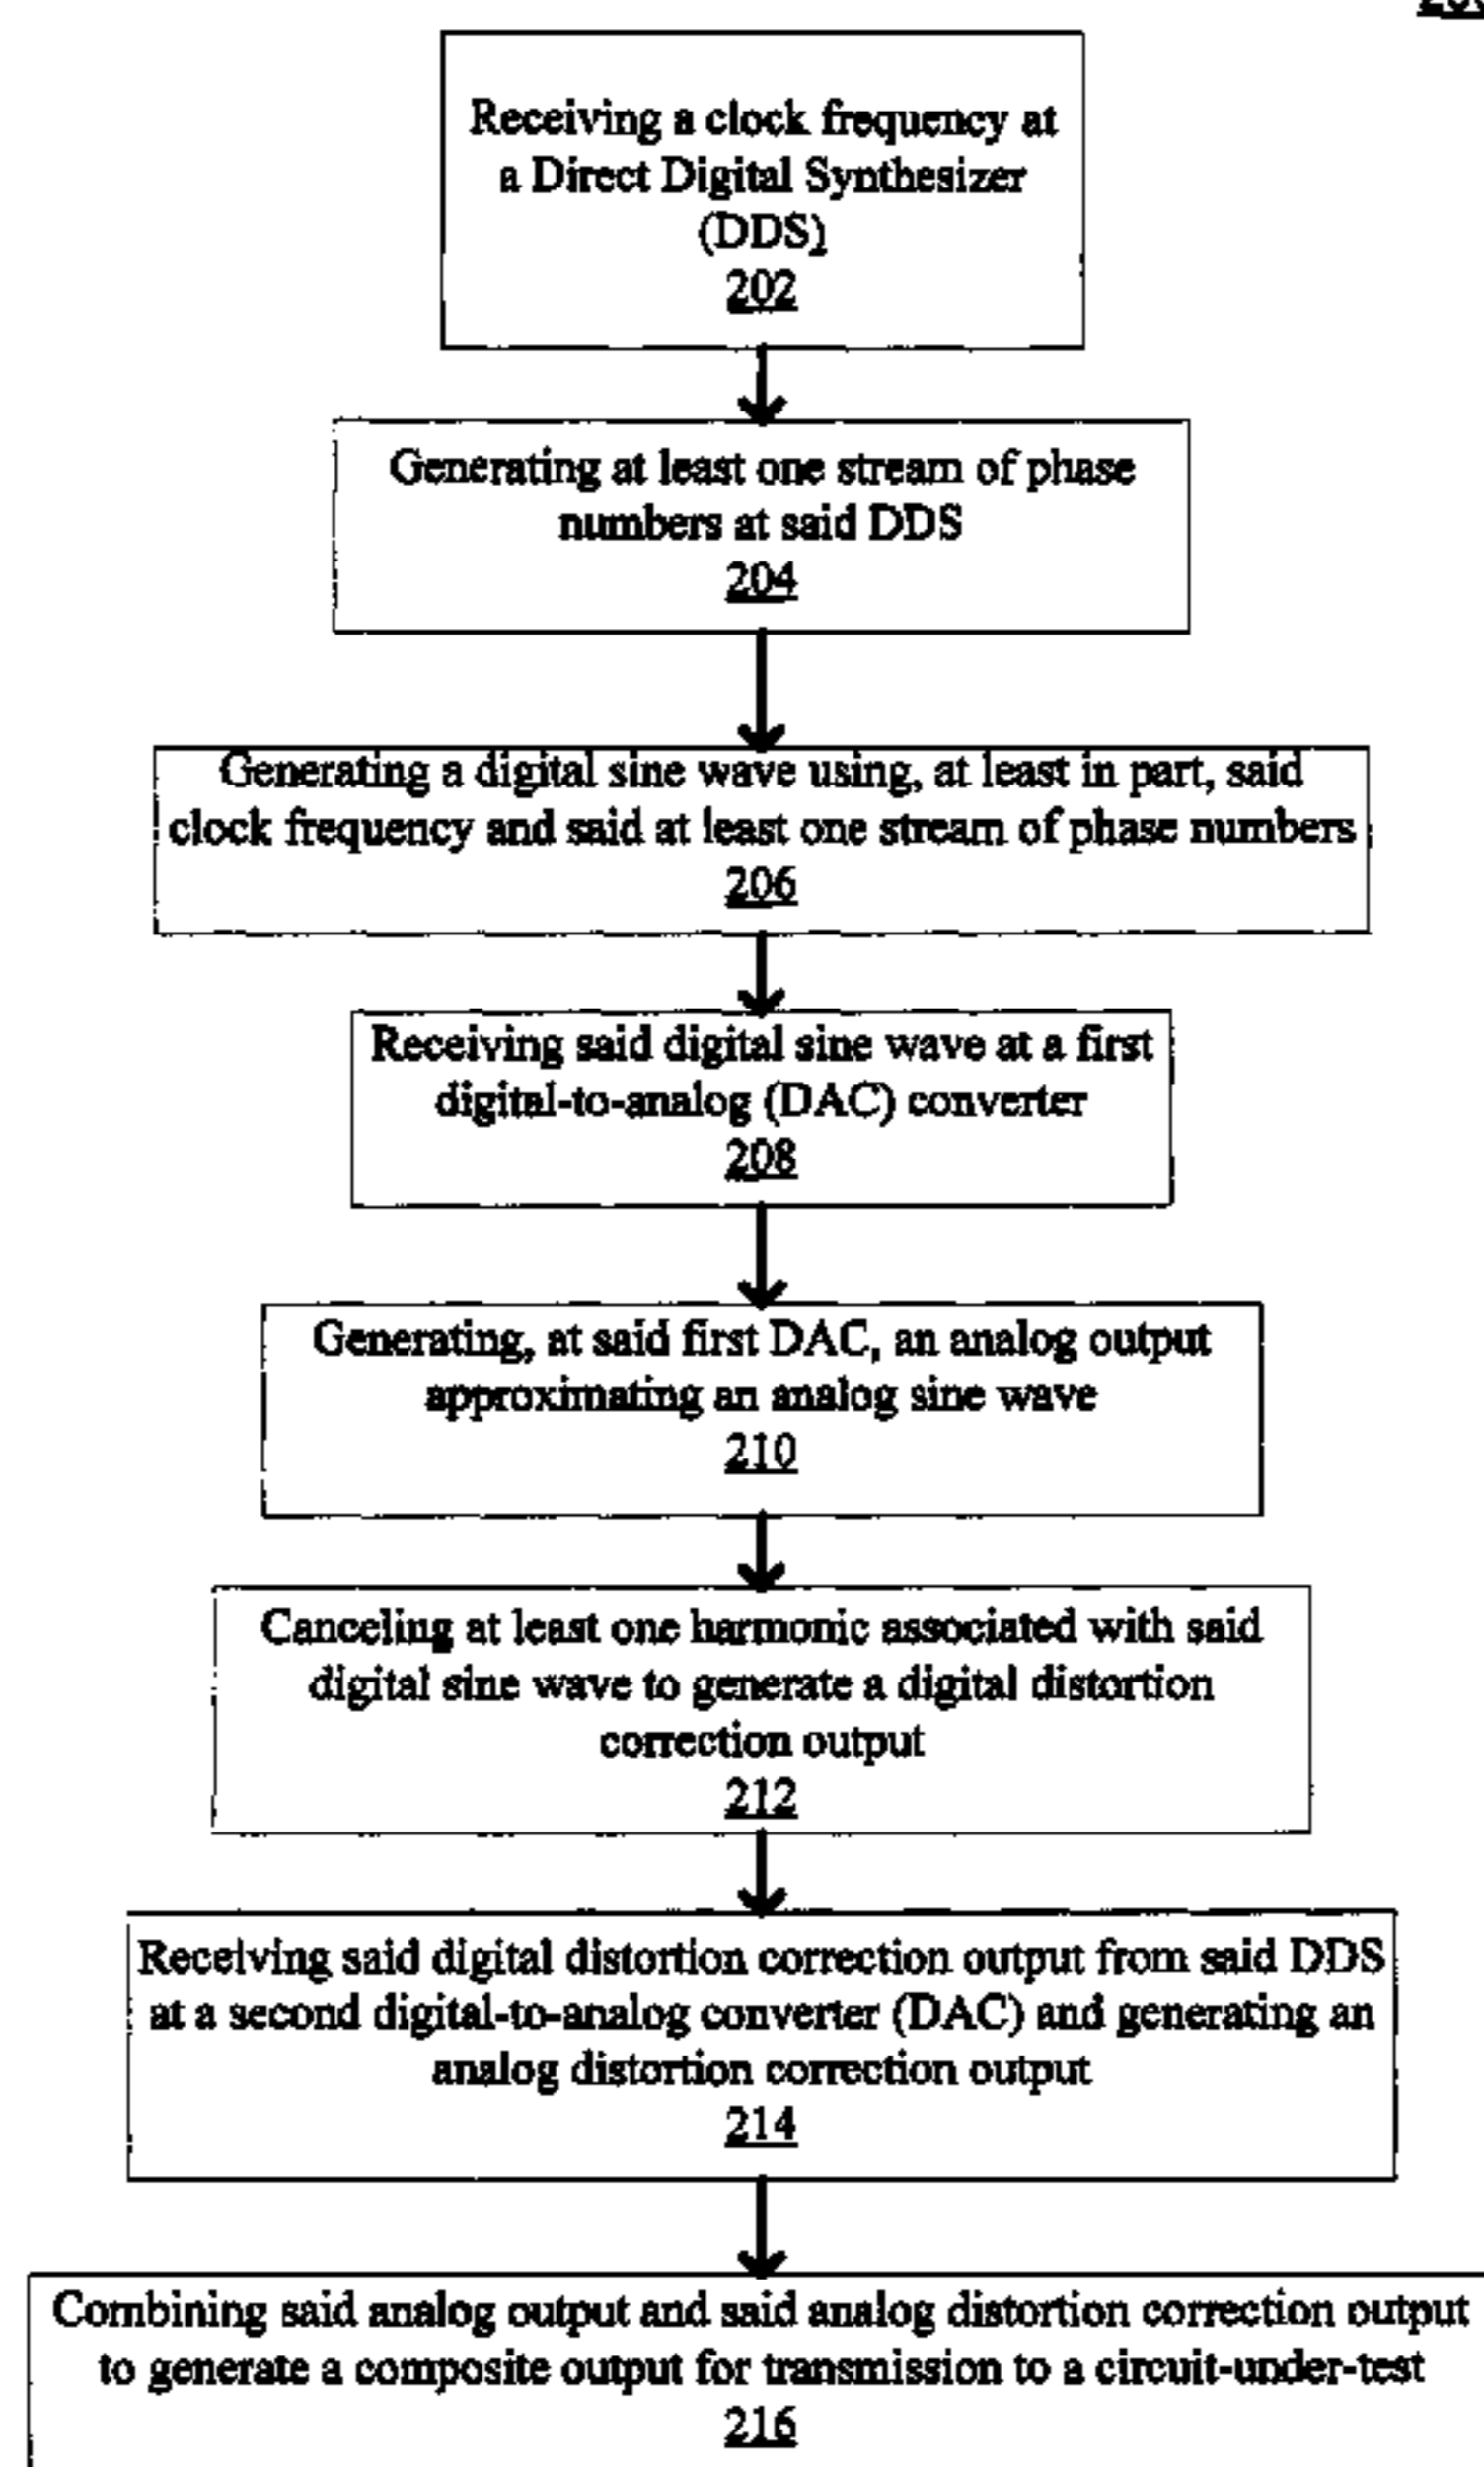 Receiving a clock frequency at
a Direct Digital Synthesizer
(DDS)
202
Generating at least one stream of phase
numbers at said DDS
204
Generating a digital sine wave using, at least in part, said
clock frequency and said at least one stream of phase numbers
206
Receiving said digital sine wave at a first
digital-to-analog (DAC) converter
208
Generating, at said first DAC, an analog output
approximating an analog sine wave
210
Canceling at least one harmonic associated with said
digital sine wave to generate a digital distortion
correction output
212
Receiving said digital distortion correction output from said DDS
at a second digital-to-analog converter (DAC) and generating an
analog distortion correction output
214
Combining said analog output and said analog distortion correction output
to generate a composite output for transmission to a circuit-under-test
216